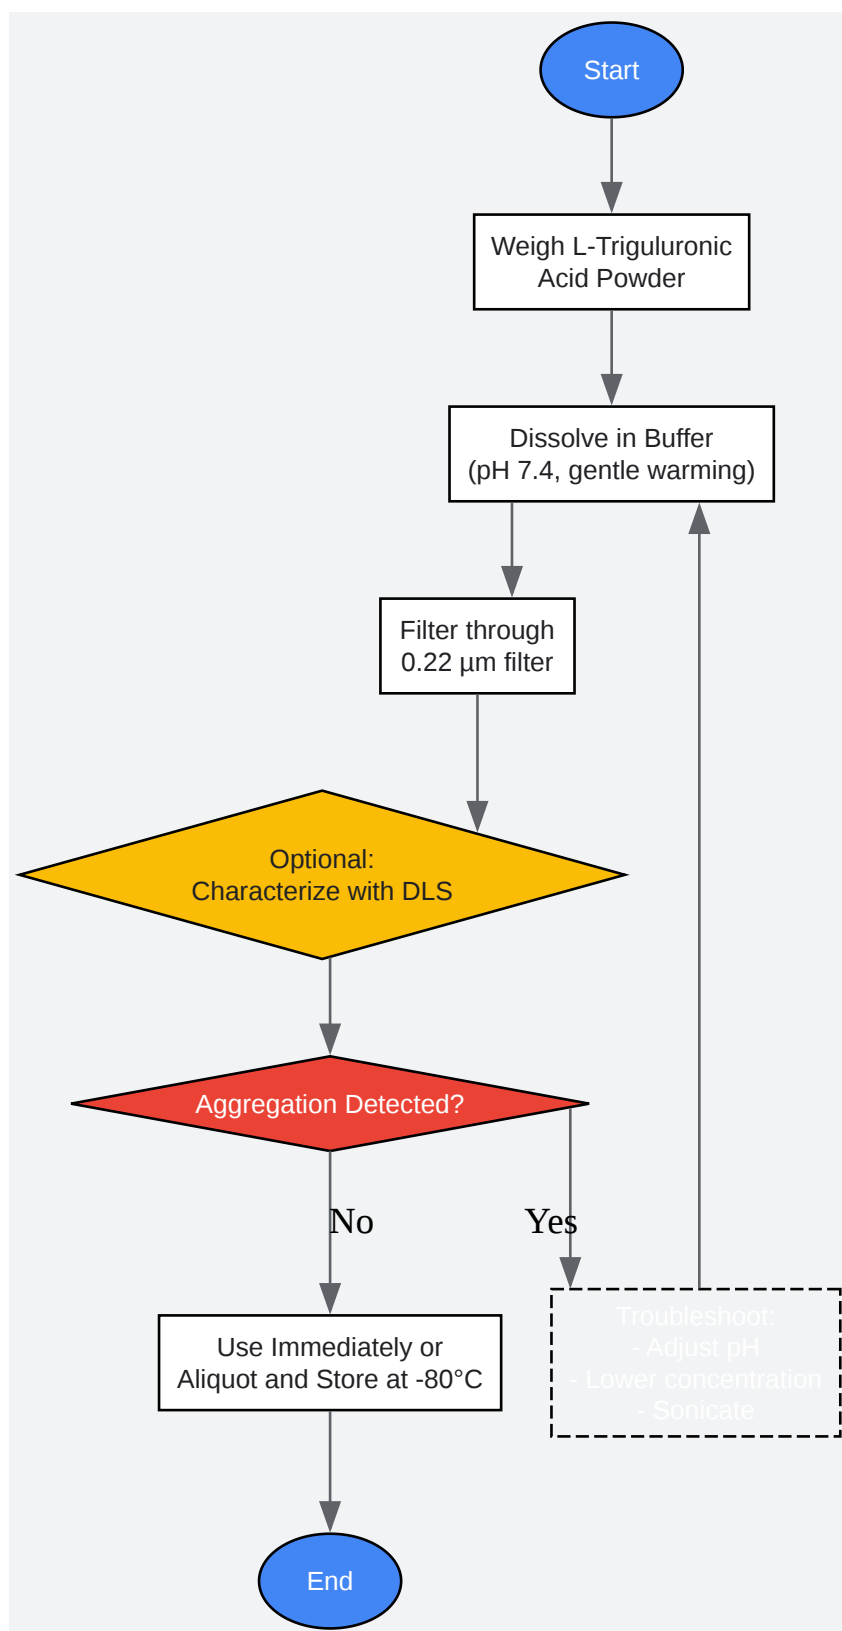 Start
Weigh L-Triguluronic
Acid Powder
Dissolve in Buffer
(pH 7.4, gentle warming)
Filter through
0.22 µm filter
Optional:
Characterize with DLS
Aggregation Detected?
No
Yes
Troubleshoot:
- Adjust pH
- Lower concentration
- Sonicate
Use Immediately or
Aliquot and Store at -80°C
End